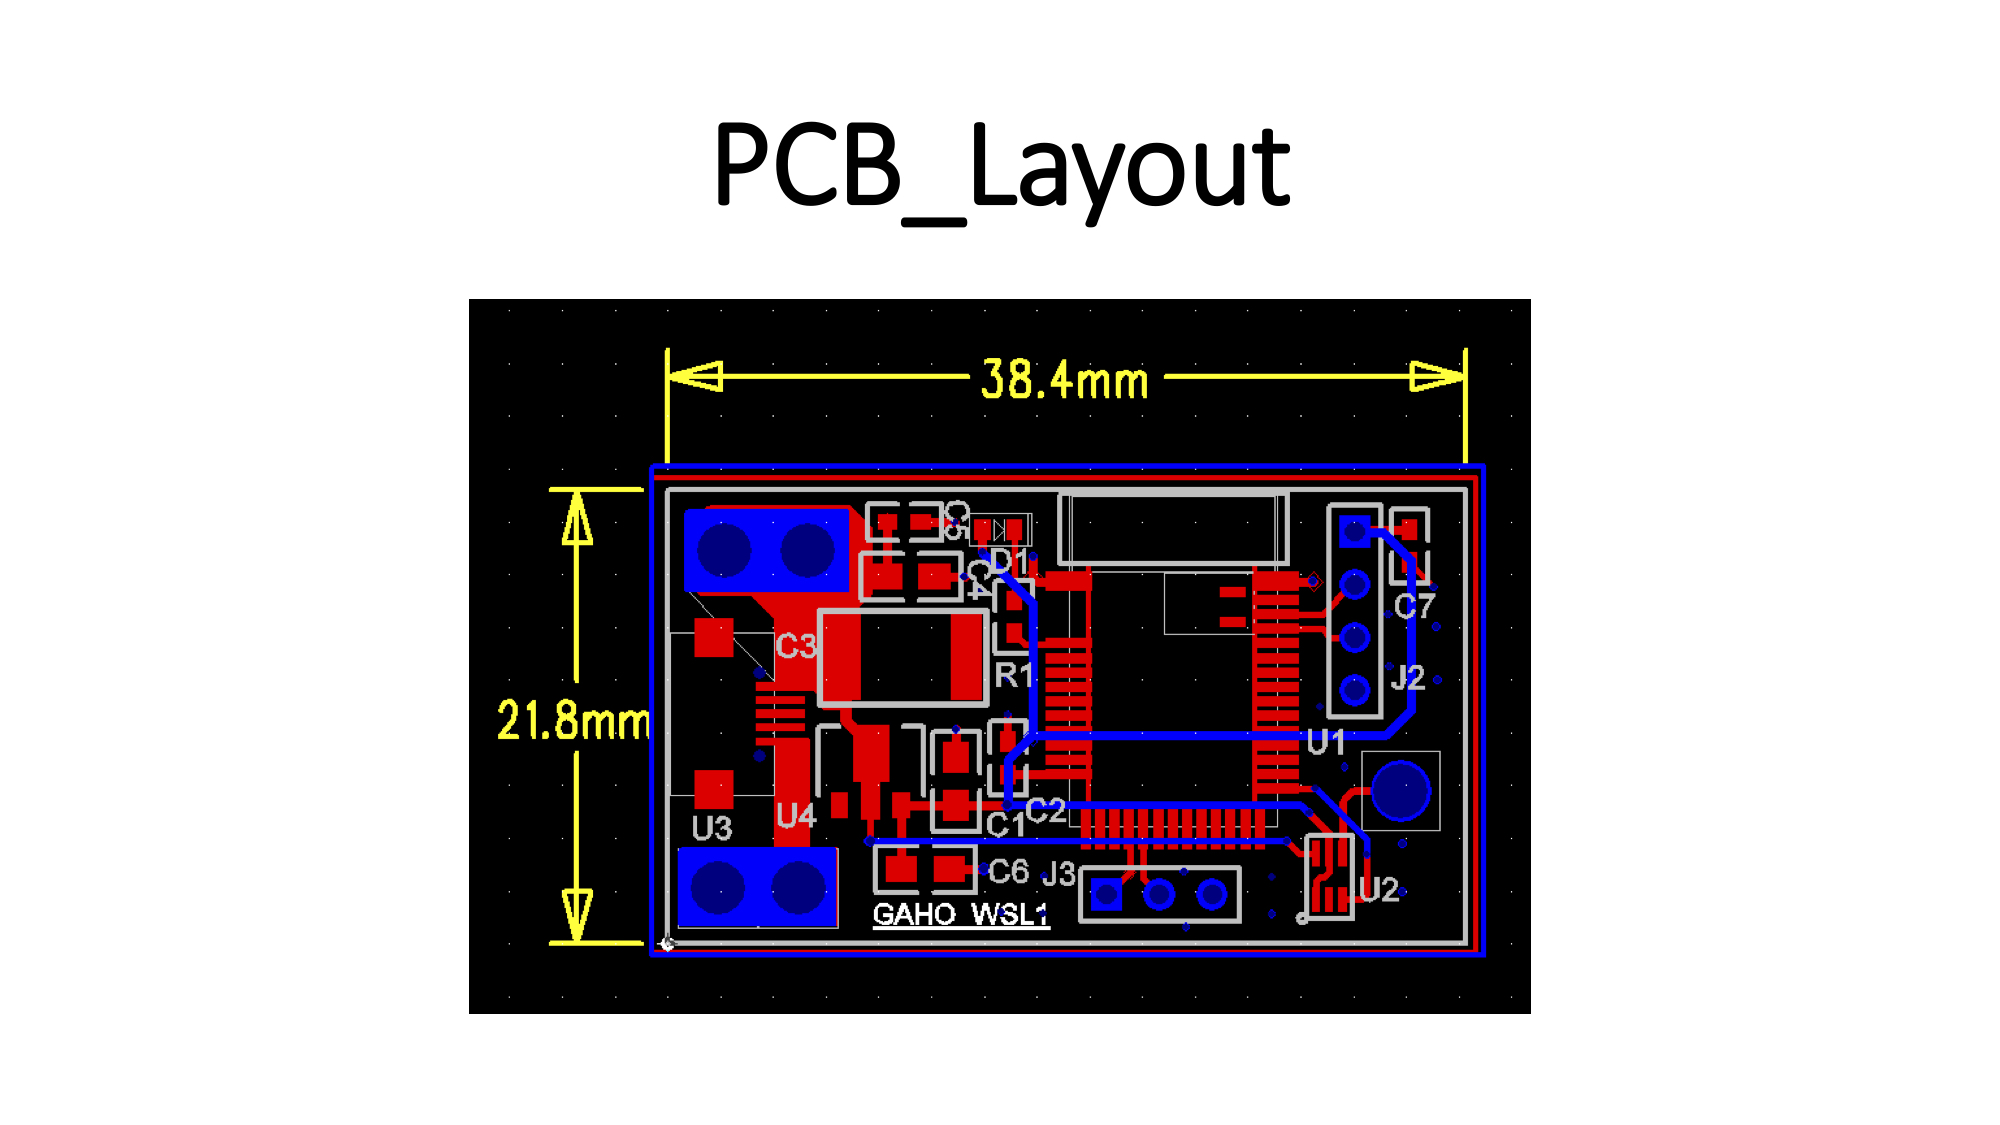 PCB_Layout
38.4mm
21.8mm
C5
D1
C4
C7
C3
R1
J2
U1
U4
U3
C1
C2
C6
J3
U2
GAHO_WSL1